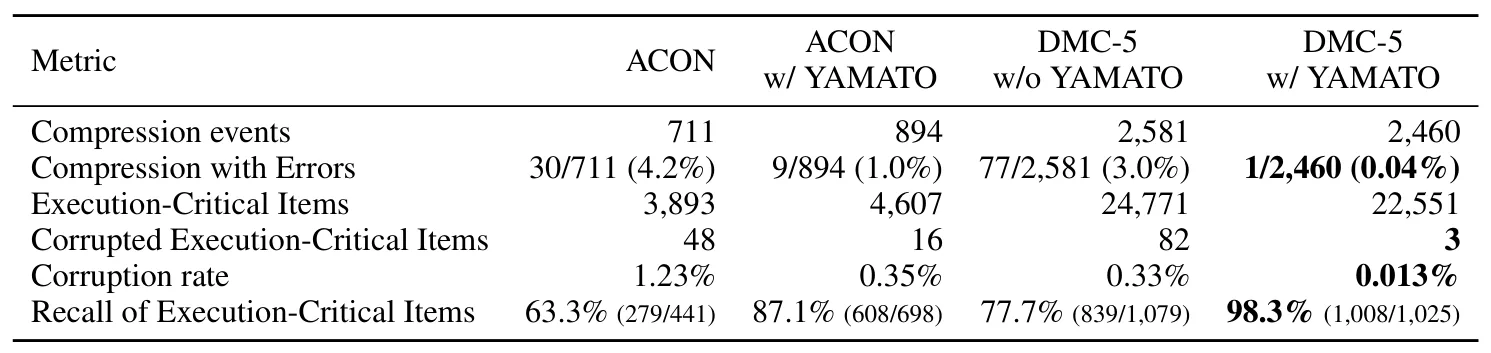 Metric ACON ACON w/ YAMATO DMC-5 w/o YAMATO DMC-5 w/ YAMATO
Compression events 711 894 2,581 2,460
Compression with Errors 30/711 (4.2%) 9/894 (1.0%) 77/2,581 (3.0%) 1/2,460 (0.04%)
Execution-Critical Items 3,893 4,607 24,771 22,551
Corrupted Execution-Critical Items 48 16 82 3
Corruption rate 1.23% 0.35% 0.33% 0.013%
Recall of Execution-Critical Items 63.3% (279/441) 87.1% (608/698) 77.7% (839/1,079) 98.3% (1,008/1,025)